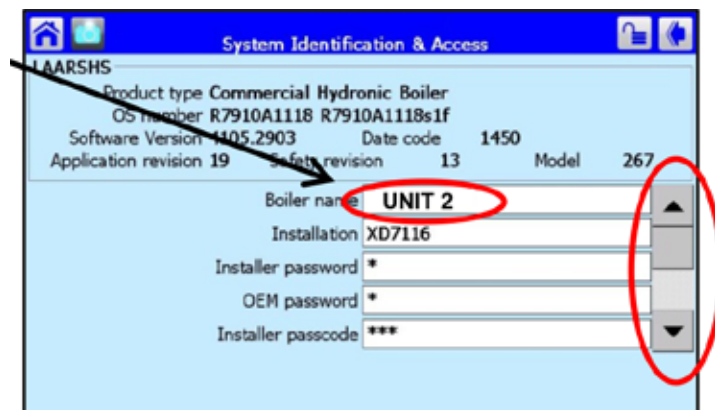 System Identification & Access
LAARSHS
Product type Commercial Hydronic Boiler
OS number R7910A1118 R7910A1118s1f
Software Version 4105.2903 Date code 1450
Application revision 19 Safety revision 13 Model 267
Boiler name UNIT 2
Installation XD7116
Installer password *
OEM password *
Installer passcode ***